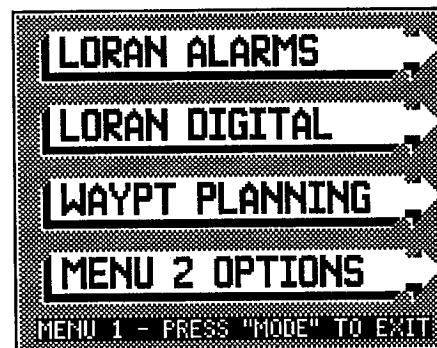 LORAN ALARMS
LORAN DIGITAL
WAYPT PLANNING
MENU 2 OPTIONS
MENU 1 - PRESS "MODE" TO EXIT